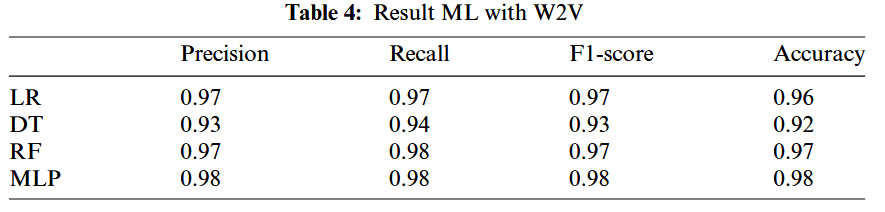 Table 4: Result ML with W2V
Precision Recall F1-score Accuracy
LR 0.97 0.97 0.97 0.96
DT 0.93 0.94 0.93 0.92
RF 0.97 0.98 0.97 0.97
MLP 0.98 0.98 0.98 0.98